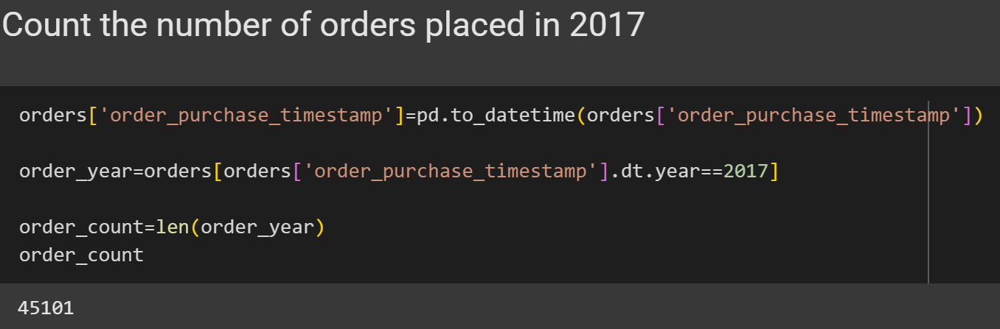 Count the number of orders placed in 2017
orders['order_purchase_timestamp']=pd.to_datetime(orders['order_purchase_timestamp'])
order_year=orders[orders['order_purchase_timestamp'].dt.year==2017]
order_count=len(order_year)
order_count
45101